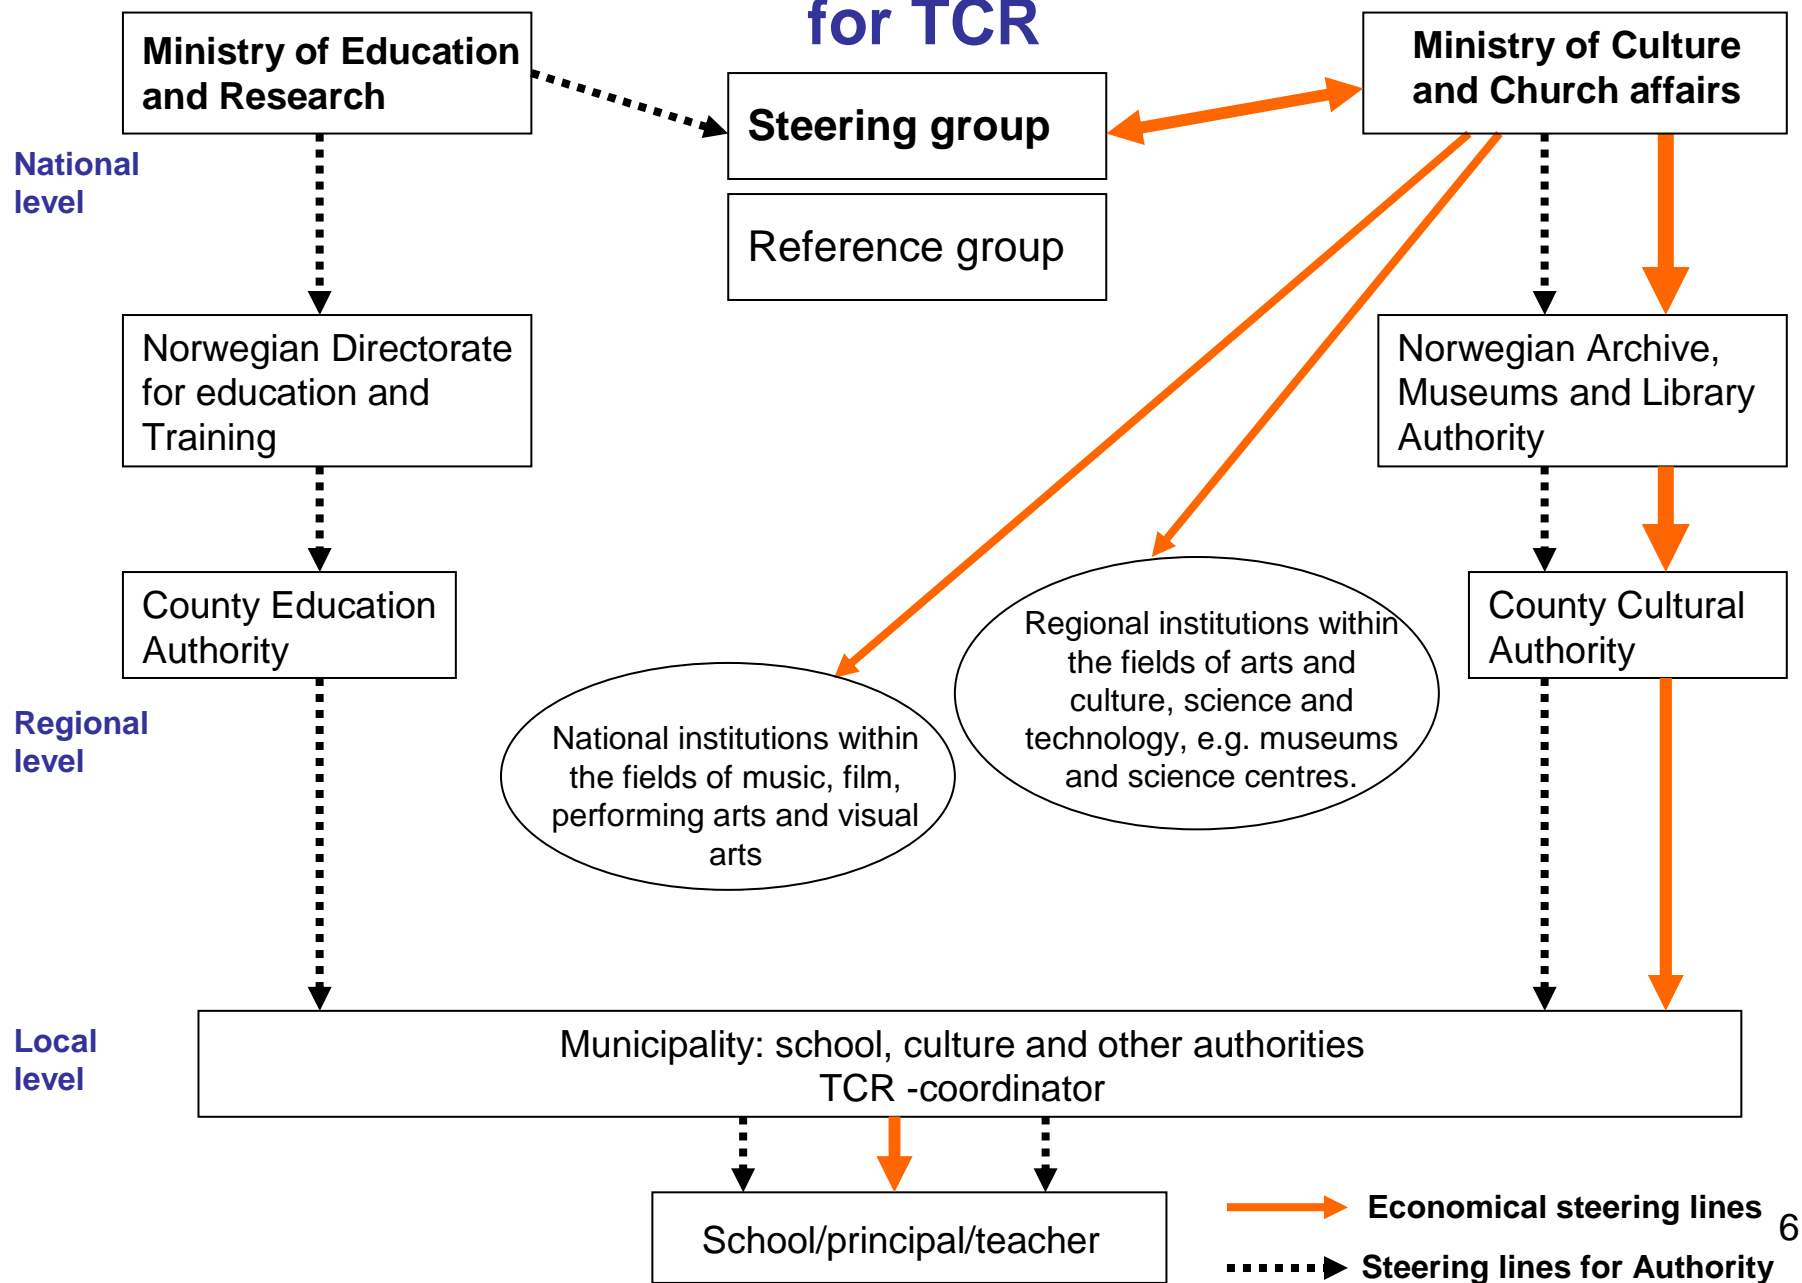 for TCR
Ministry of Education
and Research
Steering group
Ministry of Culture
and Church affairs
National
level
Reference group
Norwegian Directorate
for education and
Training
Norwegian Archive,
Museums and Library
Authority
County Education
Authority
Regional institutions within
the fields of arts and
culture, science and
technology, e.g. museums
and science centres.
County Cultural
Authority
Regional
level
National institutions within
the fields of music, film,
performing arts and visual
arts
Local
level
Municipality: school, culture and other authorities
TCR -coordinator
School/principal/teacher
Economical steering lines
6
Steering lines for Authority